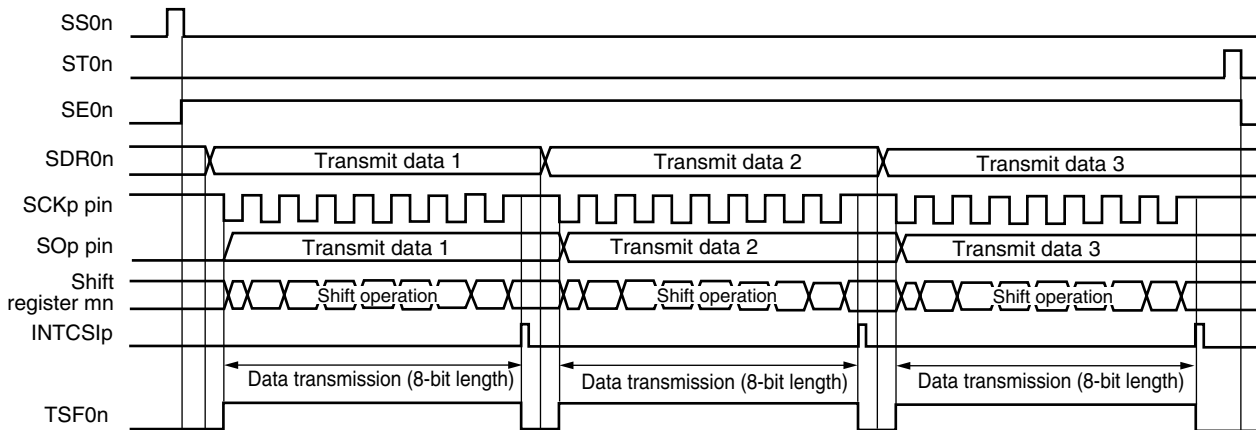 SS0n
ST0n
SE0n
SDR0n
Transmit data 1
Transmit data 2
Transmit data 3
SCKp pin
SOp pin
Transmit data 1
Transmit data 2
Transmit data 3
Shift
register mn
Shift operation
Shift operation
Shift operation
INTCSIp
Data transmission (8-bit length)
Data transmission (8-bit length)
Data transmission (8-bit length)
TSF0n